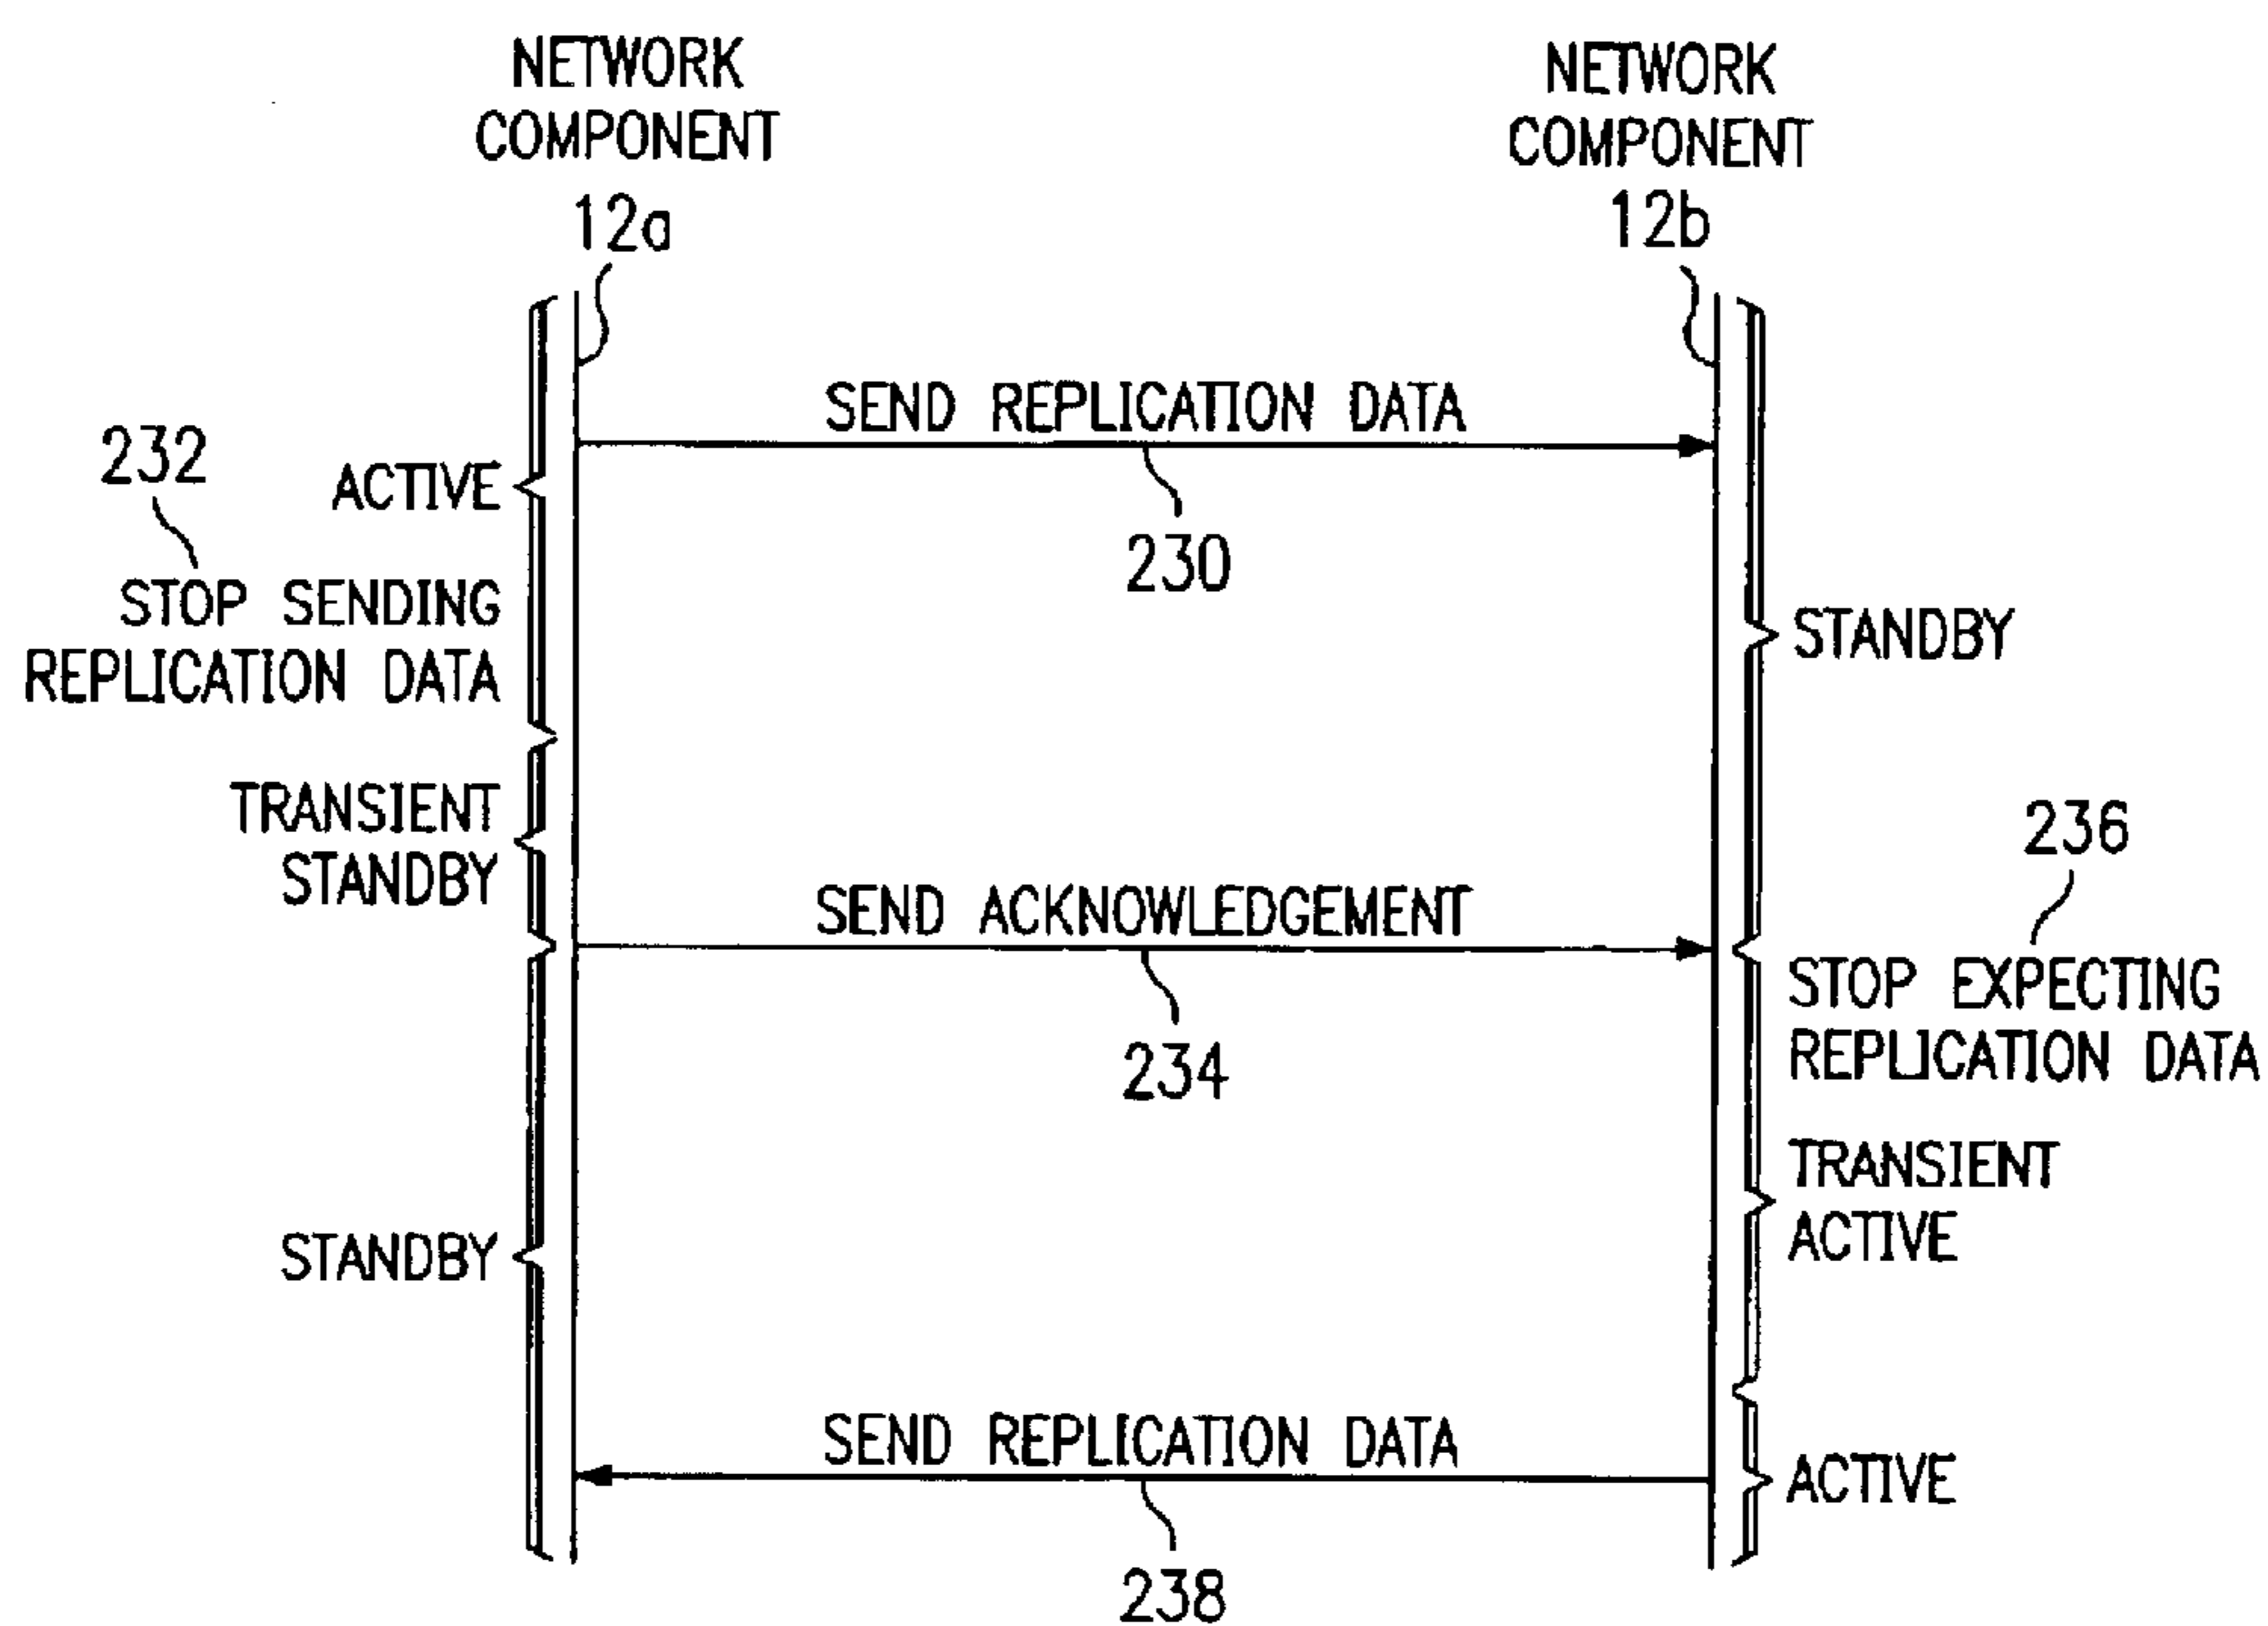 NETWORK
COMPONENT
12a
NETWORK
COMPONENT
12b
SEND REPLICATION DATA
230
232
ACTIVE
STOP SENDING
REPLICATION DATA
STANDBY
TRANSIENT
STANDBY
236
SEND ACKNOWLEDGEMENT
234
STOP EXPECTING
REPLICATION DATA
TRANSIENT
ACTIVE
STANDBY
SEND REPLICATION DATA
238
ACTIVE